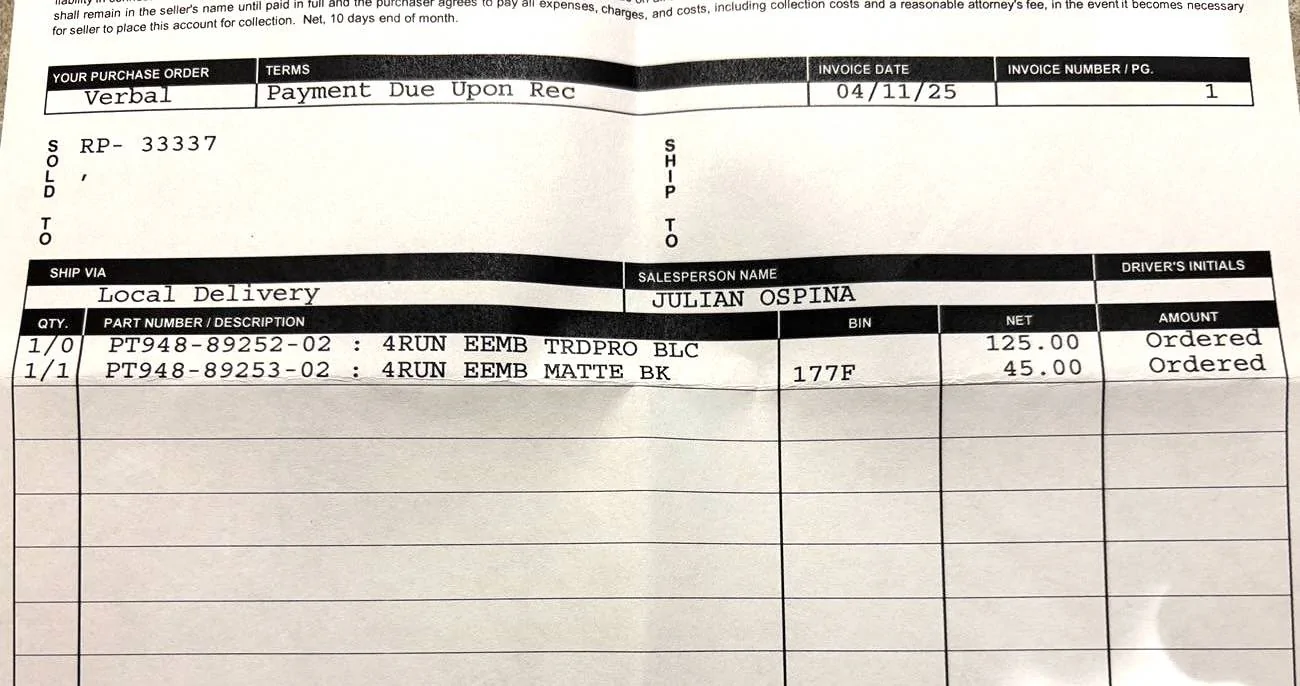 shall remain in the seller's name until paid in full and the purchaser agrees to pay all expenses, charges, and costs, including collection costs and a reasonable attorney's fee, in the event it becomes necessary
for seller to place this account for collection. Net, 10 days end of month.
YOUR PURCHASE ORDER TERMS INVOICE DATE INVOICE NUMBER / PG.
Verbal Payment Due Upon Rec 04/11/25 1
SOLD TO
RP- 33337
,
SHIP TO
SHIP VIA SALESPERSON NAME DRIVER'S INITIALS
Local Delivery JULIAN OSPINA
QTY. PART NUMBER / DESCRIPTION BIN NET AMOUNT
1/0 PT948-89252-02 : 4RUN EEMB TRDPRO BLC 125.00 Ordered
1/1 PT948-89253-02 : 4RUN EEMB MATTE BK 177F 45.00 Ordered